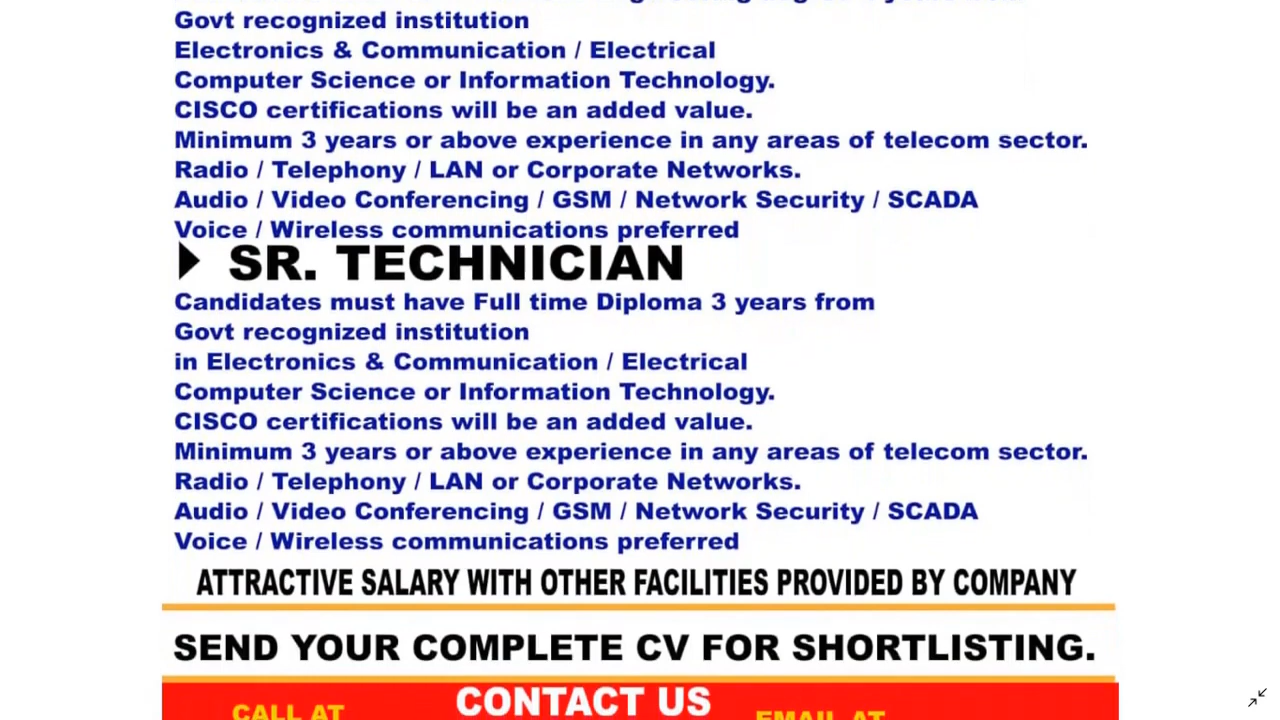 Govt recognized institution
Electronics & Communication / Electrical
Computer Science or Information Technology.
CISCO certifications will be an added value.
Minimum 3 years or above experience in any areas of telecom sector.
Radio / Telephony / LAN or Corporate Networks.
Audio / Video Conferencing / GSM / Network Security / SCADA
Voice / Wireless communications preferred
SR. TECHNICIAN
Candidates must have Full time Diploma 3 years from
Govt recognized institution
in Electronics & Communication / Electrical
Computer Science or Information Technology.
CISCO certifications will be an added value.
Minimum 3 years or above experience in any areas of telecom sector.
Radio / Telephony / LAN or Corporate Networks.
Audio / Video Conferencing / GSM / Network Security / SCADA
Voice / Wireless communications preferred
ATTRACTIVE SALARY WITH OTHER FACILITIES PROVIDED BY COMPANY
SEND YOUR COMPLETE CV FOR SHORTLISTING.
CONTACT US
CALL AT
EMAIL AT